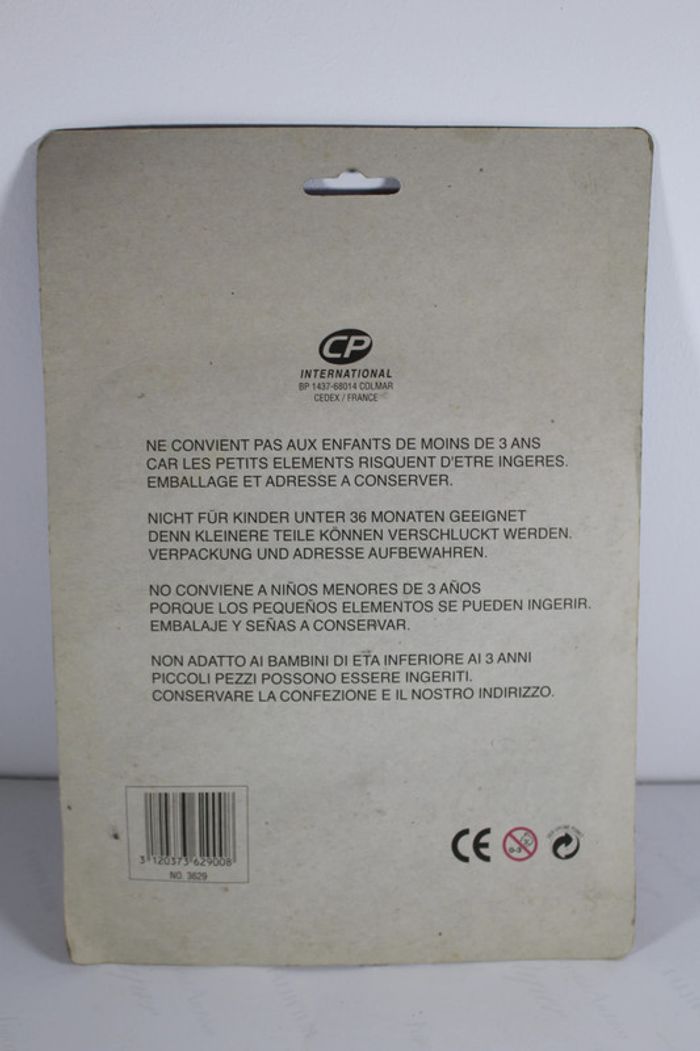 CP
INTERNATIONAL
BP 1437-68014 COLMAR
CEDEX / FRANCE
NE CONVIENT PAS AUX ENFANTS DE MOINS DE 3 ANS
CAR LES PETITS ELEMENTS RISQUENT D'ETRE INGERES.
EMBALLAGE ET ADRESSE A CONSERVER.
NICHT FÜR KINDER UNTER 36 MONATEN GEEIGNET
DENN KLEINERE TEILE KÖNNEN VERSCHLUCKT WERDEN.
VERPACKUNG UND ADRESSE AUFBEWAHREN.
NO CONVIENE A NIÑOS MENORES DE 3 AÑOS
PORQUE LOS PEQUEÑOS ELEMENTOS SE PUEDEN INGERIR.
EMBALAJE Y SEÑAS A CONSERVAR.
NON ADATTO AI BAMBINI DI ETA INFERIORE AI 3 ANNI
PICCOLI PEZZI POSSONO ESSERE INGERITI.
CONSERVARE LA CONFEZIONE E IL NOSTRO INDIRIZZO.
3 120373 629008
NO. 3629
CE
0-3